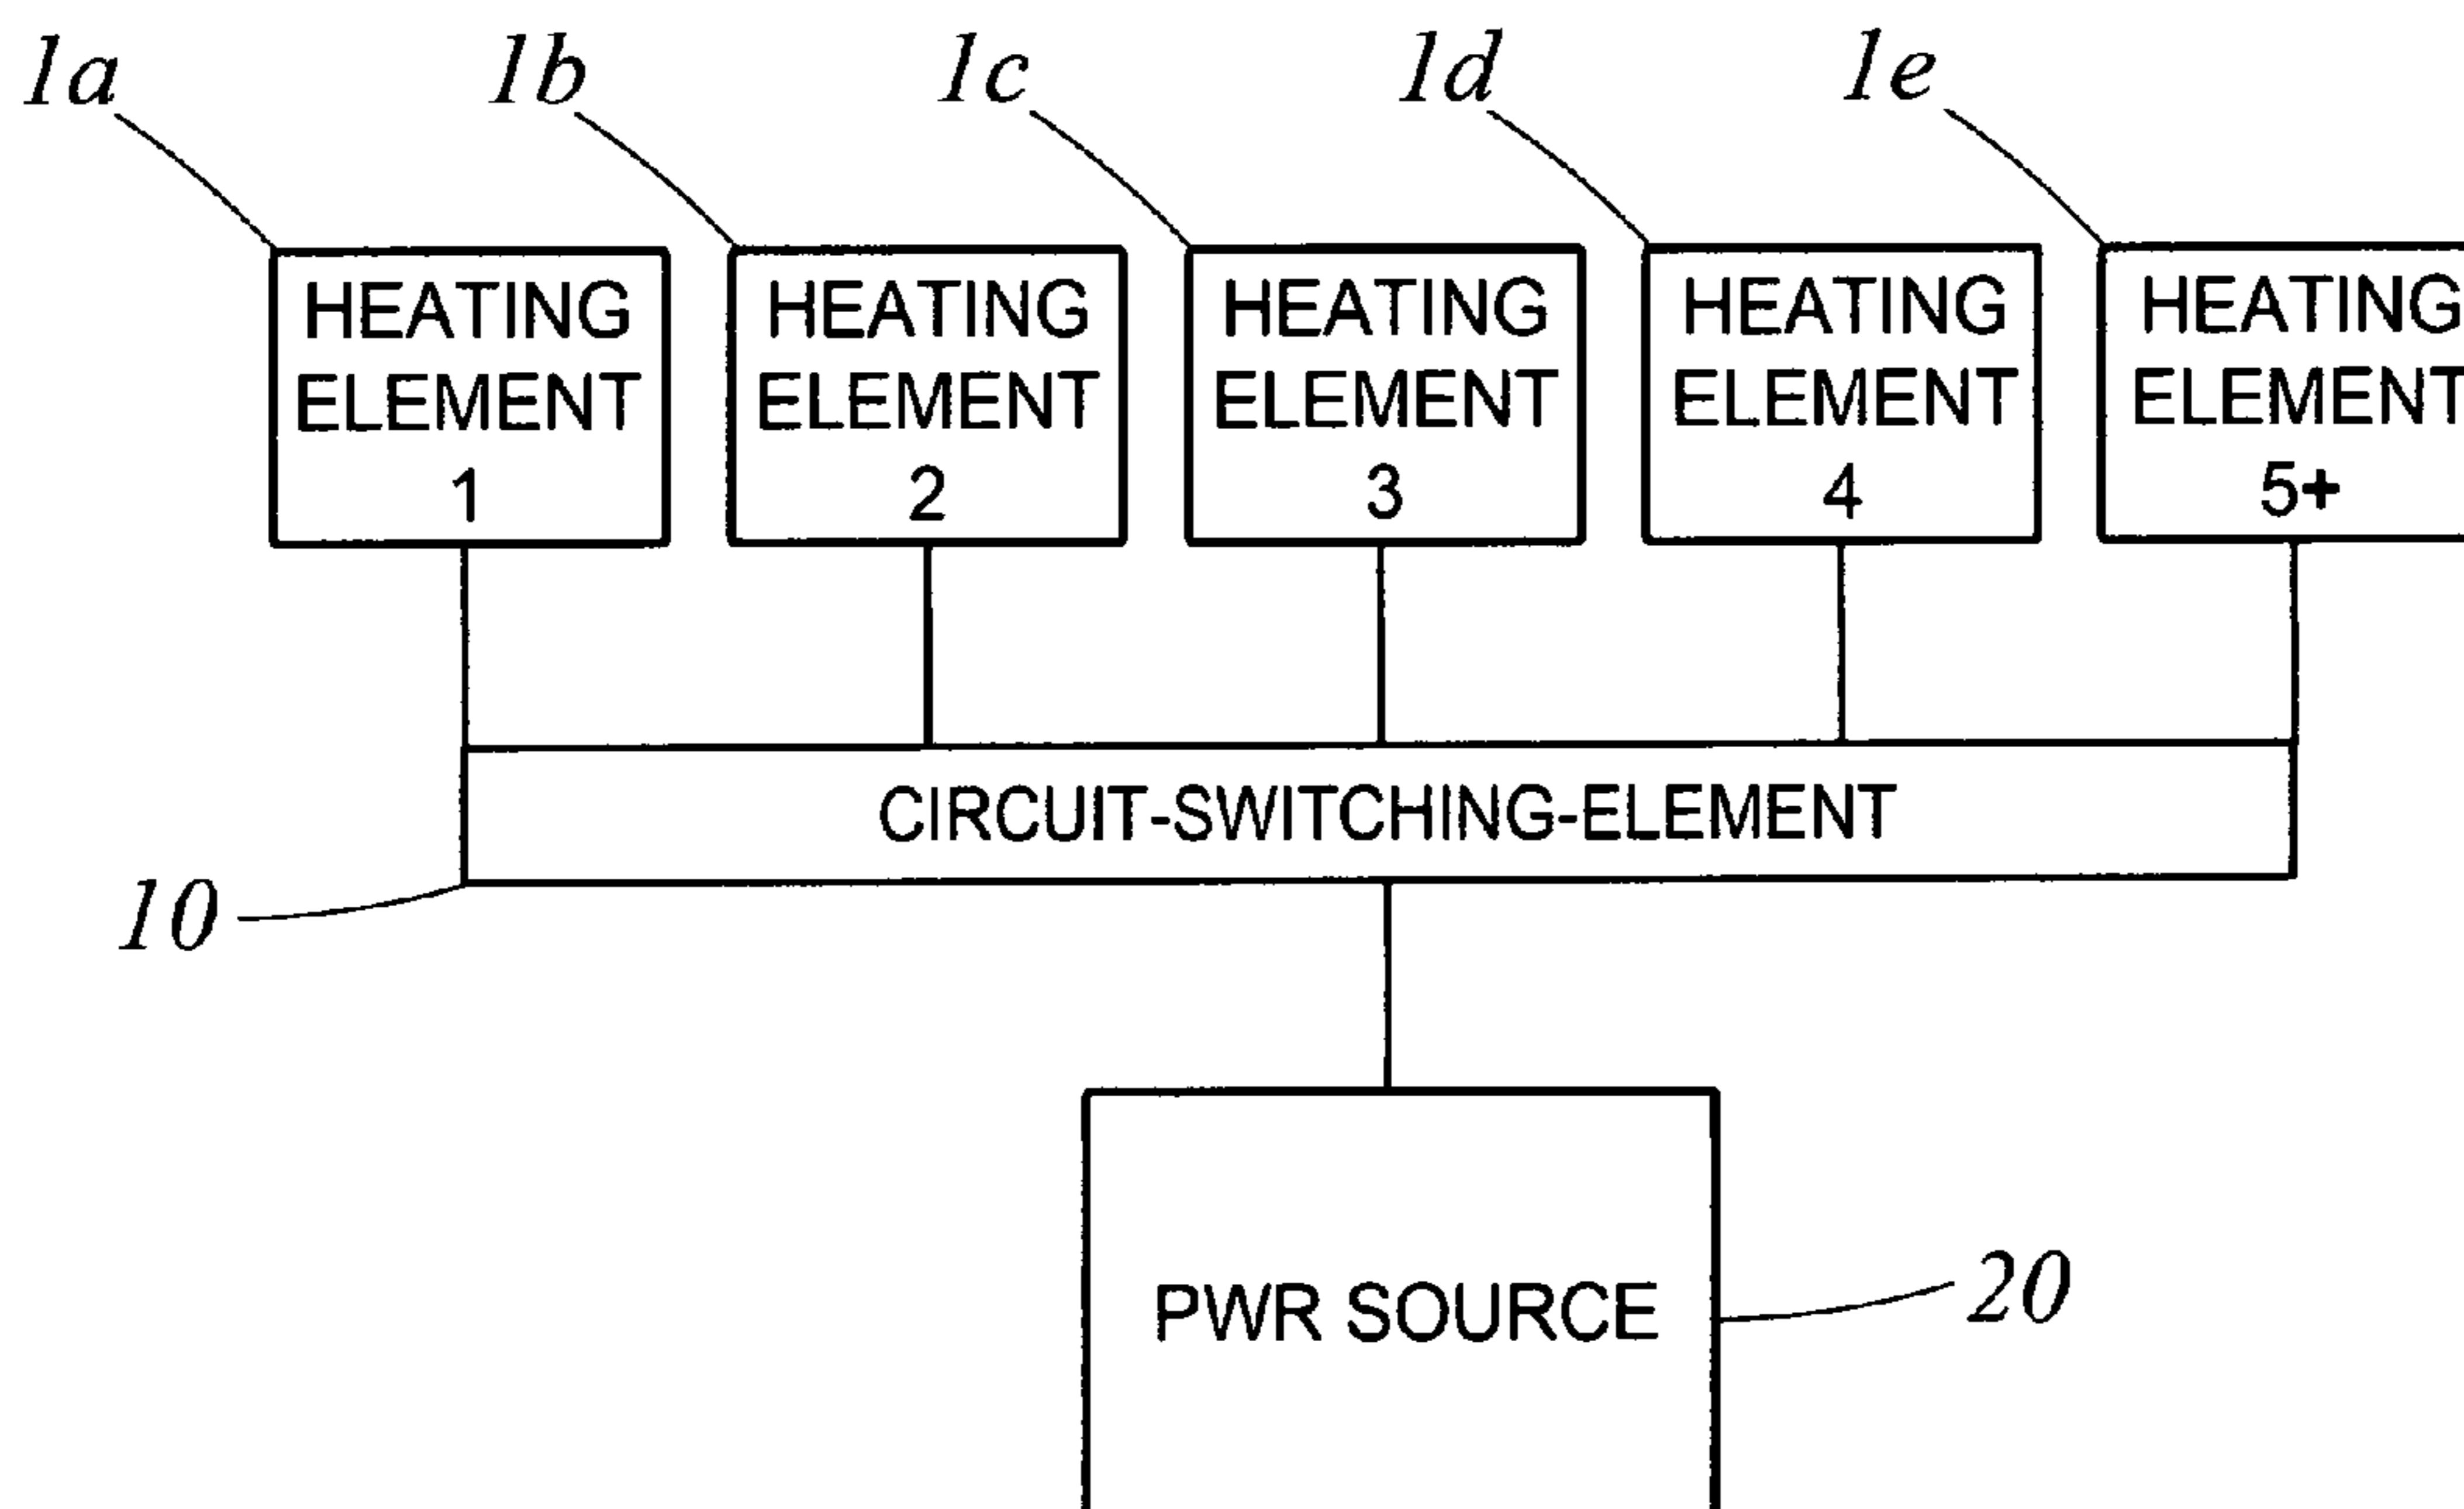 1a 1b 1c 1d 1e
HEATING ELEMENT 1
HEATING ELEMENT 2
HEATING ELEMENT 3
HEATING ELEMENT 4
HEATING ELEMENT 5+
CIRCUIT-SWITCHING-ELEMENT
10
PWR SOURCE
20